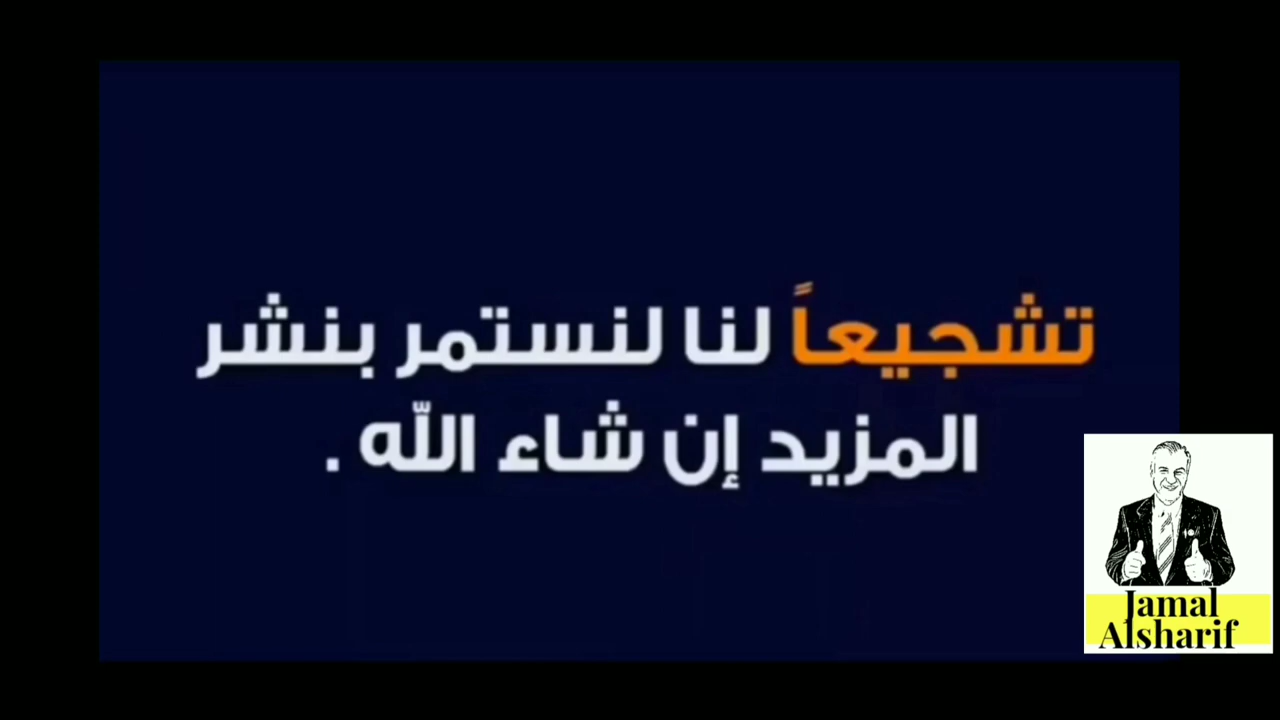 تشجيعاً لنا لنستمر بنشر
المزيد إن شاء الله .
Jamal
Alsharif